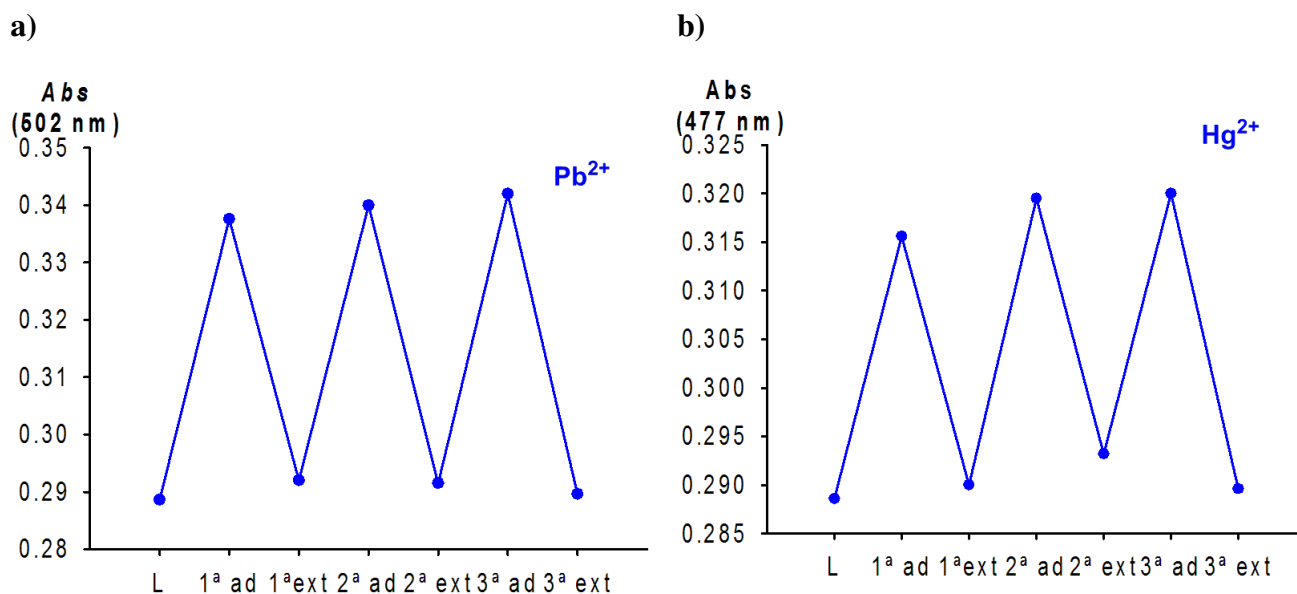 a)
Abs
(502 nm)
Pb2+
0.35
0.34
0.33
0.32
0.31
0.30
0.29
0.28
L 1ª ad 1ªext 2ª ad 2ª ext 3ª ad 3ª ext
b)
Abs
(477 nm)
Hg2+
0.325
0.320
0.315
0.310
0.305
0.300
0.295
0.290
0.285
L 1ª ad 1ªext 2ª ad 2ª ext 3ª ad 3ª ext